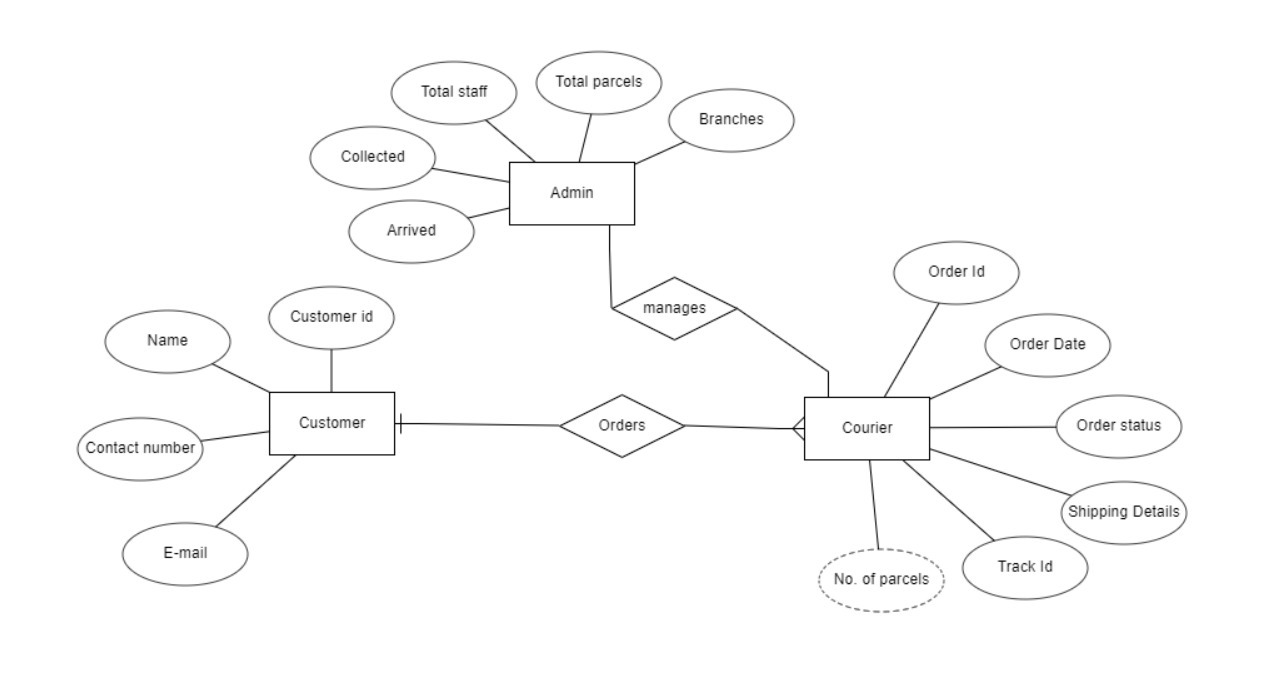 Total staff
Total parcels
Branches
Collected
Admin
Arrived
manages
Order Id
Customer id
Name
Order Date
Customer
Orders
Courier
Order status
Contact number
Shipping Details
E-mail
No. of parcels
Track Id